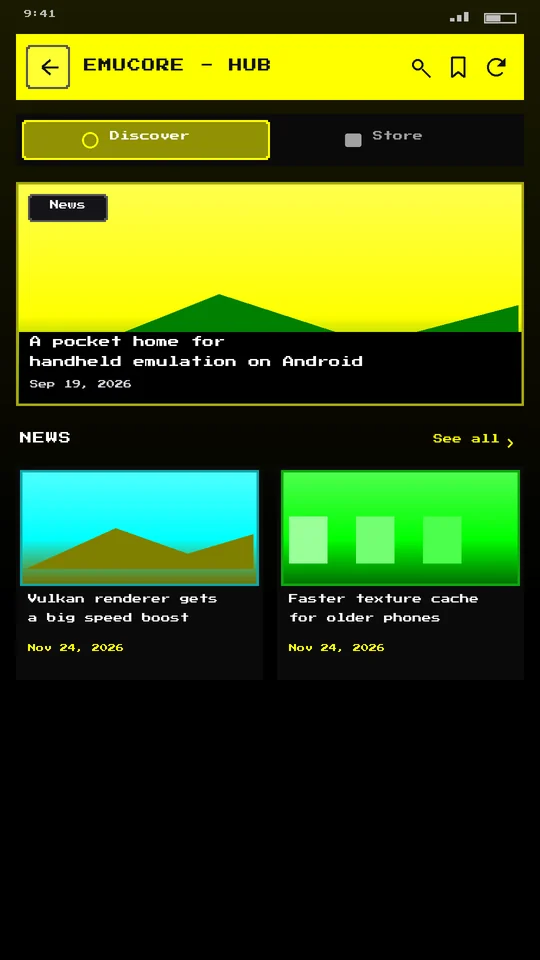 9:41
EMUCORE - HUB
Discover
Store
News
A pocket home for
handheld emulation on Android
Sep 19, 2026
NEWS
See all
Vulkan renderer gets
a big speed boost
Nov 24, 2026
Faster texture cache
for older phones
Nov 24, 2026